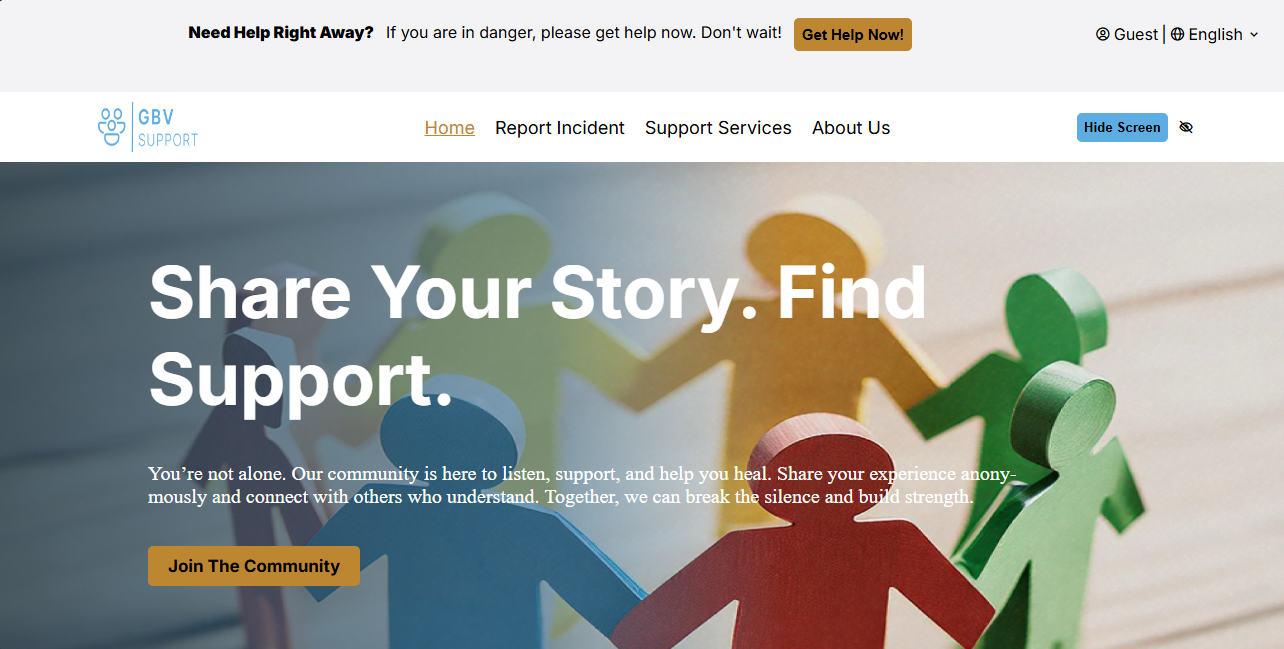 Need Help Right Away? If you are in danger, please get help now. Don't wait! Get Help Now! Guest | English
GBV
SUPPORT
Home Report Incident Support Services About Us Hide Screen
Share Your Story. Find
Support.
You’re not alone. Our community is here to listen, support, and help you heal. Share your experience anony-
mously and connect with others who understand. Together, we can break the silence and build strength.
Join The Community